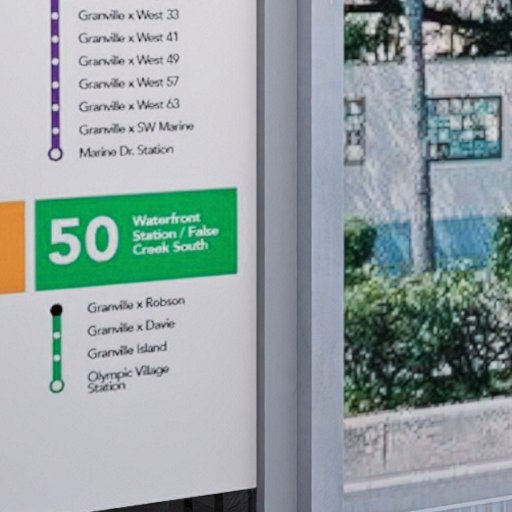 Granville x West 33
Granville x West 41
Granville x West 49
Granville x West 57
Granville x West 63
Granville x SW Marine
Marine Dr. Station
50
Waterfront
Station / False
Creek South
Granville x Robson
Granville x Davie
Granville Island
Olympic Village
Station